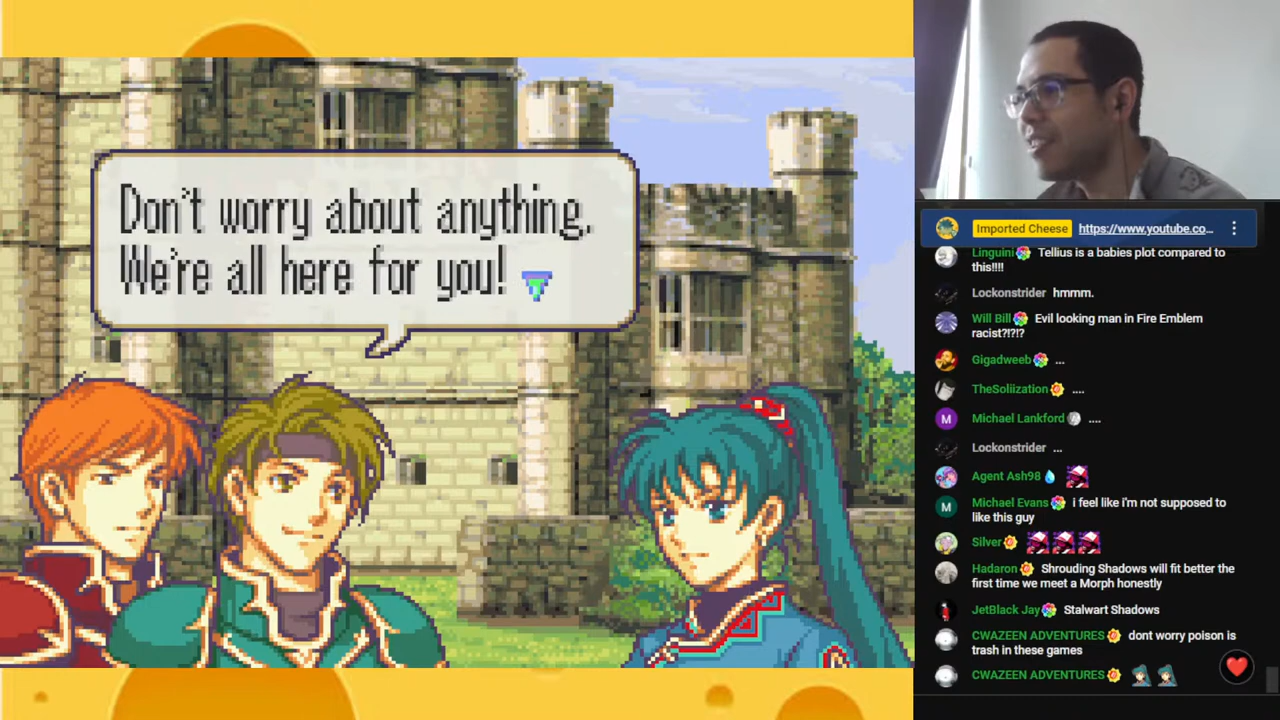 Don't worry about anything.
We're all here for you!
Imported Cheese https://www.youtube.co...
Linguini Tellius is a babies plot compared to
this!!!!
Lockonstrider hmmm.
Will Bill Evil looking man in Fire Emblem
racist?!?!?
Gigadweeb ...
TheSoliization ....
M Michael Lankford ....
Lockonstrider ...
Agent Ash98
M Michael Evans i feel like i'm not supposed to
like this guy
Silver
Hadaron Shrouding Shadows will fit better the
first time we meet a Morph honestly
JetBlack Jay Stalwart Shadows
CWAZEEN ADVENTURES dont worry poison is
trash in these games
CWAZEEN ADVENTURES